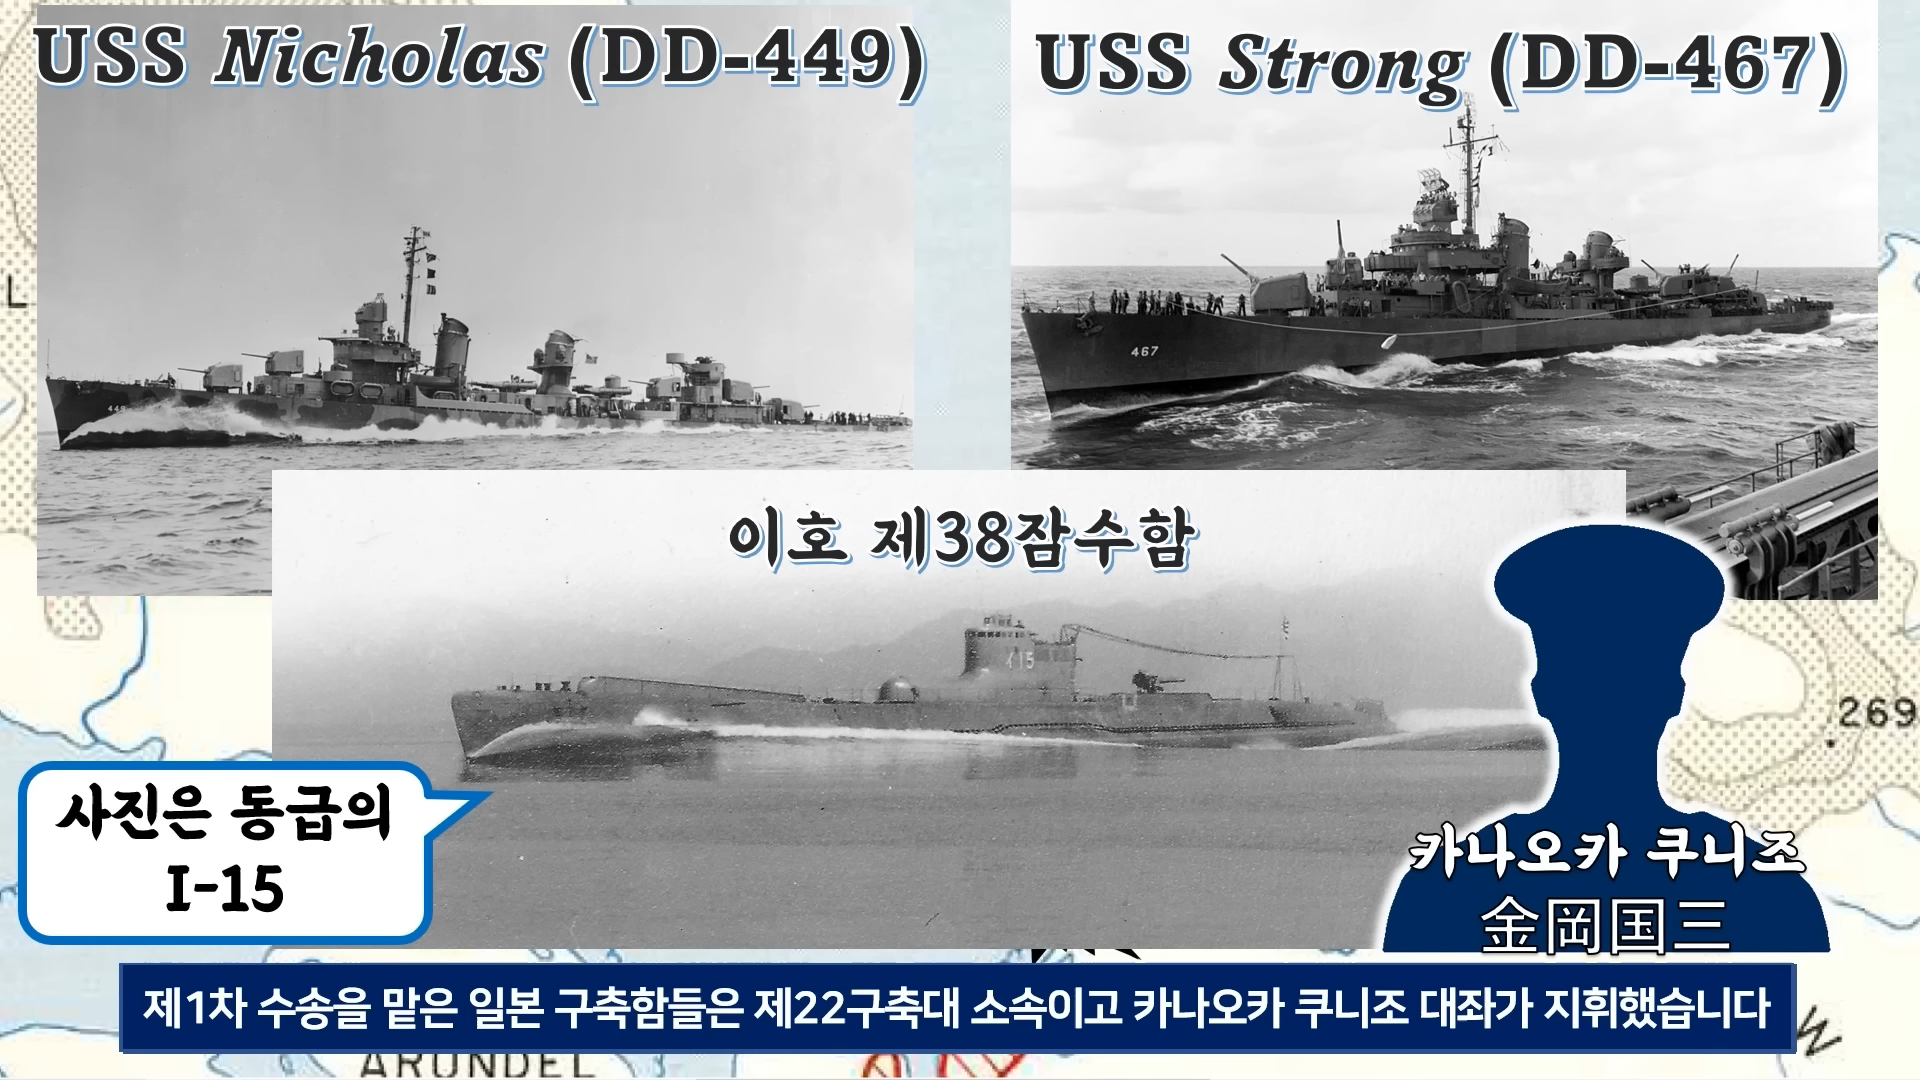 USS Nicholas (DD-449)
USS Strong (DD-467)
L
449
467
이호 제38잠수함
イ15
269
사진은 동급의
I-15
카나오카 쿠니조
金岡国三
제1차 수송을 맡은 일본 구축함들은 제22구축대 소속이고 카나오카 쿠니조 대좌가 지휘했습니다
ARUNDEL